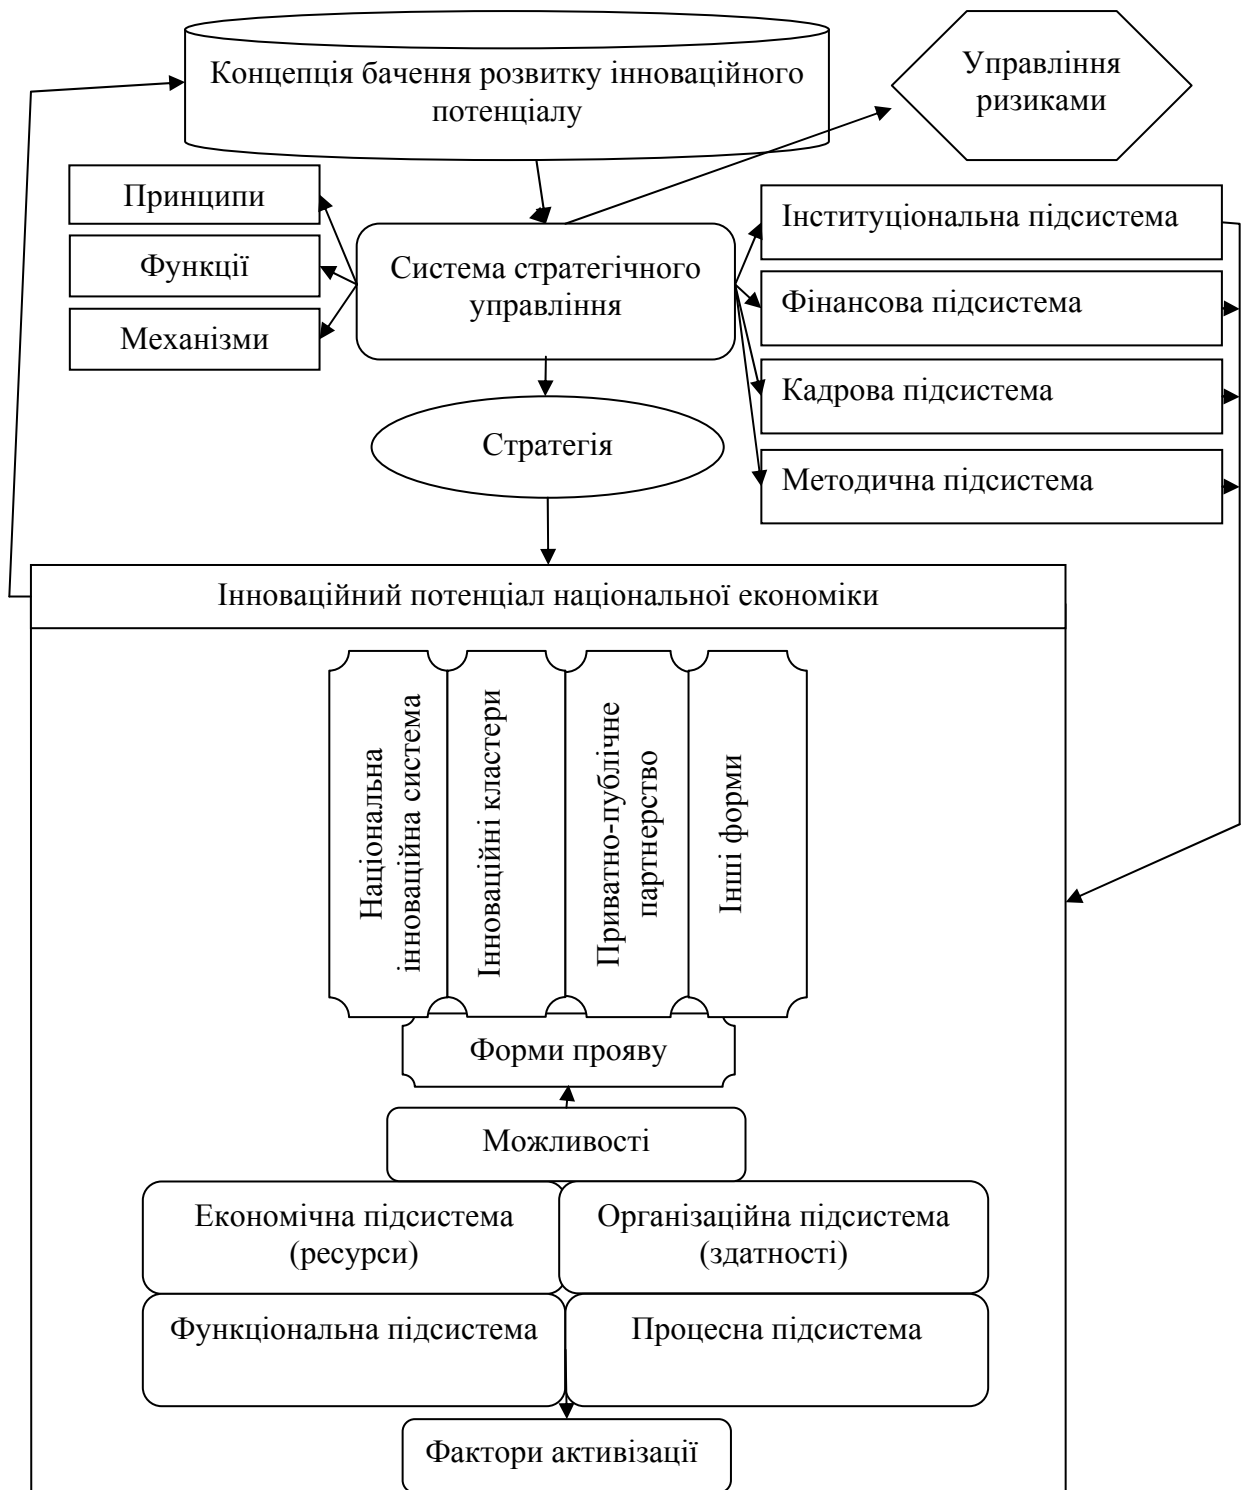 Концепція бачення розвитку інноваційного
потенціалу
Управління
ризиками
Принципи
Функції
Механізми
Система стратегічного
управління
Інституціональна підсистема
Фінансова підсистема
Кадрова підсистема
Методична підсистема
Стратегія
Інноваційний потенціал національної економіки
Національна
інноваційна система
Інноваційні кластери
Приватно-публічне
партнерство
Інші форми
Форми прояву
Можливості
Економічна підсистема
(ресурси)
Організаційна підсистема
(здатності)
Функціональна підсистема
Процесна підсистема
Фактори активізації